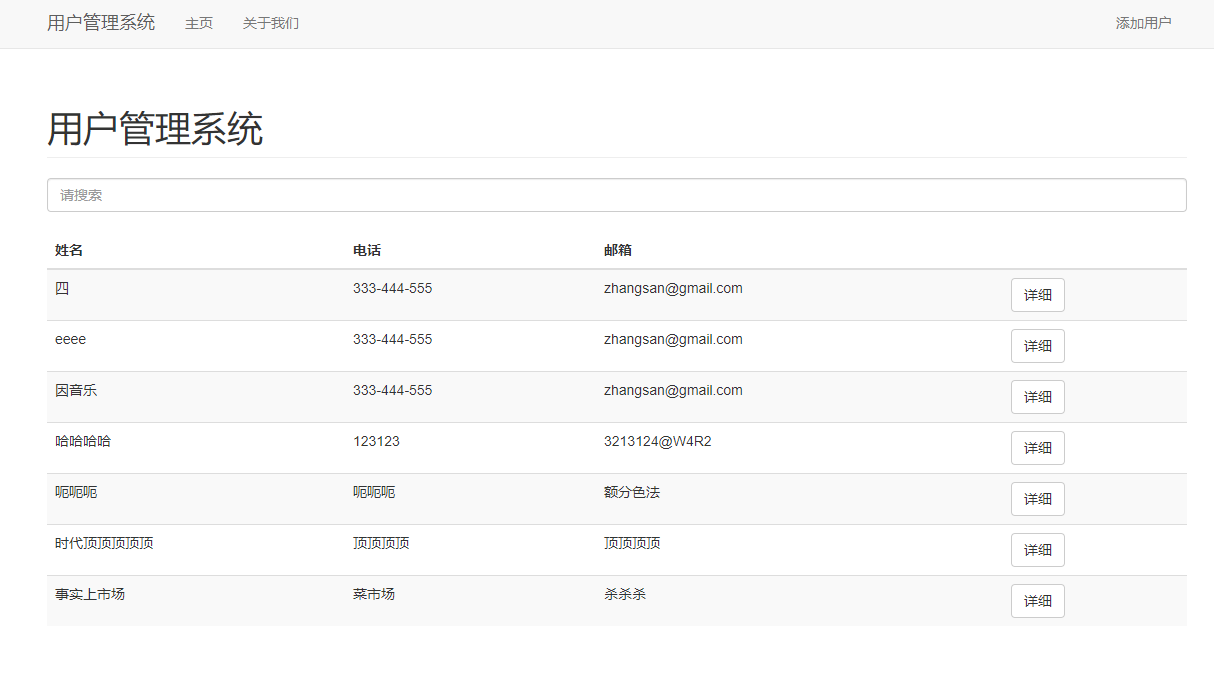 用户管理系统 主页 关于我们 添加用户
用户管理系统
请搜索
姓名 电话 邮箱
四 333-444-555 zhangsan@gmail.com 详细
eeee 333-444-555 zhangsan@gmail.com 详细
因音乐 333-444-555 zhangsan@gmail.com 详细
哈哈哈哈 123123 3213124@W4R2 详细
呃呃呃 呃呃呃 额分色法 详细
时代顶顶顶顶顶 顶顶顶顶 顶顶顶顶 详细
事实上市场 菜市场 杀杀杀 详细